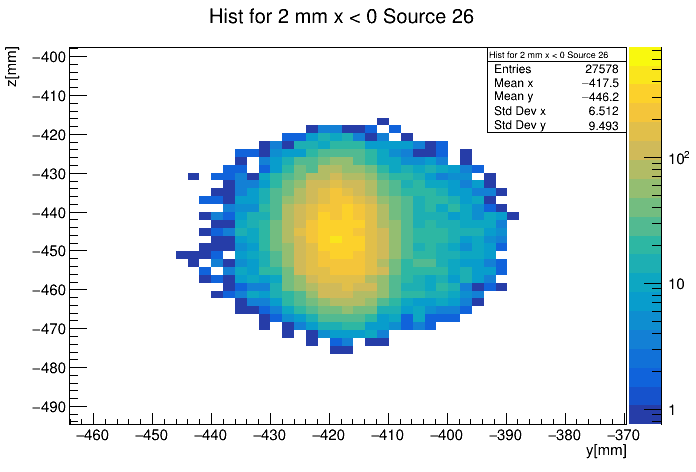 Hist for 2 mm x < 0 Source 26
z[mm]
−400
−410
−420
−430
−440
−450
−460
−470
−480
−490
Hist for 2 mm x < 0 Source 26
Entries 27578
Mean x −417.5
Mean y −446.2
Std Dev x 6.512
Std Dev y 9.493
10²
10
1
−460 −450 −440 −430 −420 −410 −400 −390 −380 −370
y[mm]